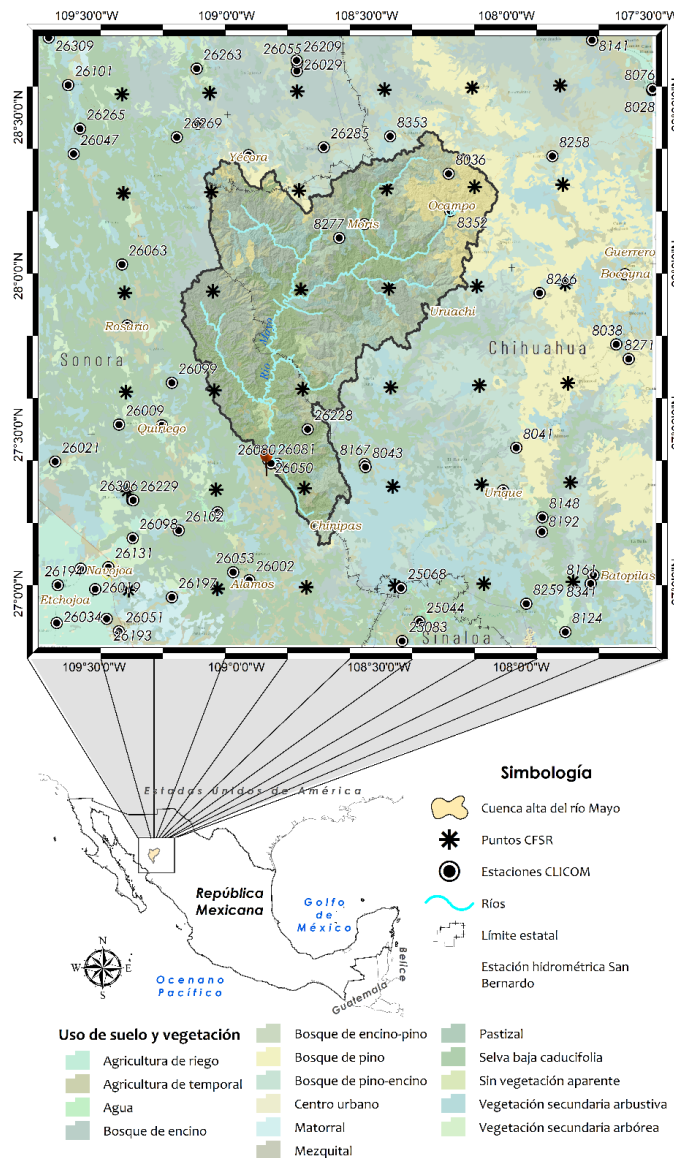 109°30'0"W 109°0'0"W 108°30'0"W 108°0'0"W 107°30'0"W
26309
26263
26055
26209
26029
8141
26101
8076
8028
28°30'0"N
26265
26269
26285
8353
26047
8258
Yécora
8036
8277
Moris
Ocampo
8352
26063
Guerrero
28°0'0"N
8266
Bocoyna
Rosario
Uruachi
8038
Sonora
Río Mayo
Chihuahua
8271
26099
26009
26228
27°30'0"N
Quiriego
8041
26021
26080
26081
8167
8043
26050
26306
26229
Urique
26102
8148
26098
Chinipas
8192
26131
26053
26194
Navojoa
26002
8161
Batopilas
27°0'0"N
26019
26197
Alamos
25068
8341
Etchojoa
8259
26034
26051
25044
26193
25083
8124
Sinaloa
109°30'0"W 109°0'0"W 108°30'0"W 108°0'0"W
Estados Unidos de América
República
Mexicana
Golfo
de
México
Belice
Guatemala
Ocenano
Pacífico
N
W E
S
Simbología
Cuenca alta del río Mayo
Puntos CFSR
Estaciones CLICOM
Ríos
Límite estatal
Estación hidrométrica San
Bernardo
Uso de suelo y vegetación
Agricultura de riego
Agricultura de temporal
Agua
Bosque de encino
Bosque de encino-pino
Bosque de pino
Bosque de pino-encino
Centro urbano
Matorral
Mezquital
Pastizal
Selva baja caducifolia
Sin vegetación aparente
Vegetación secundaria arbustiva
Vegetación secundaria arbórea